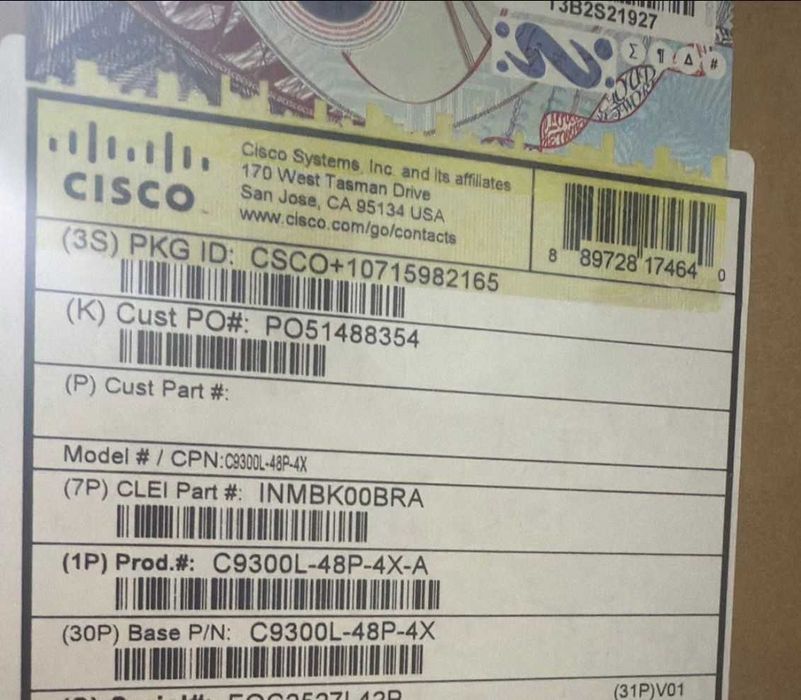 13B2S21927
Σ ¶ Δ #
CISCO
Cisco Systems, Inc. and its affiliates
170 West Tasman Drive
San Jose, CA 95134 USA
www.cisco.com/go/contacts
8 89728 17464 0
(3S) PKG ID: CSCO+10715982165
(K) Cust PO#: PO51488354
(P) Cust Part #:
Model # / CPN:C9300L-48P-4X
(7P) CLEI Part #: INMBK00BRA
(1P) Prod.#: C9300L-48P-4X-A
(30P) Base P/N: C9300L-48P-4X
(31P)V01